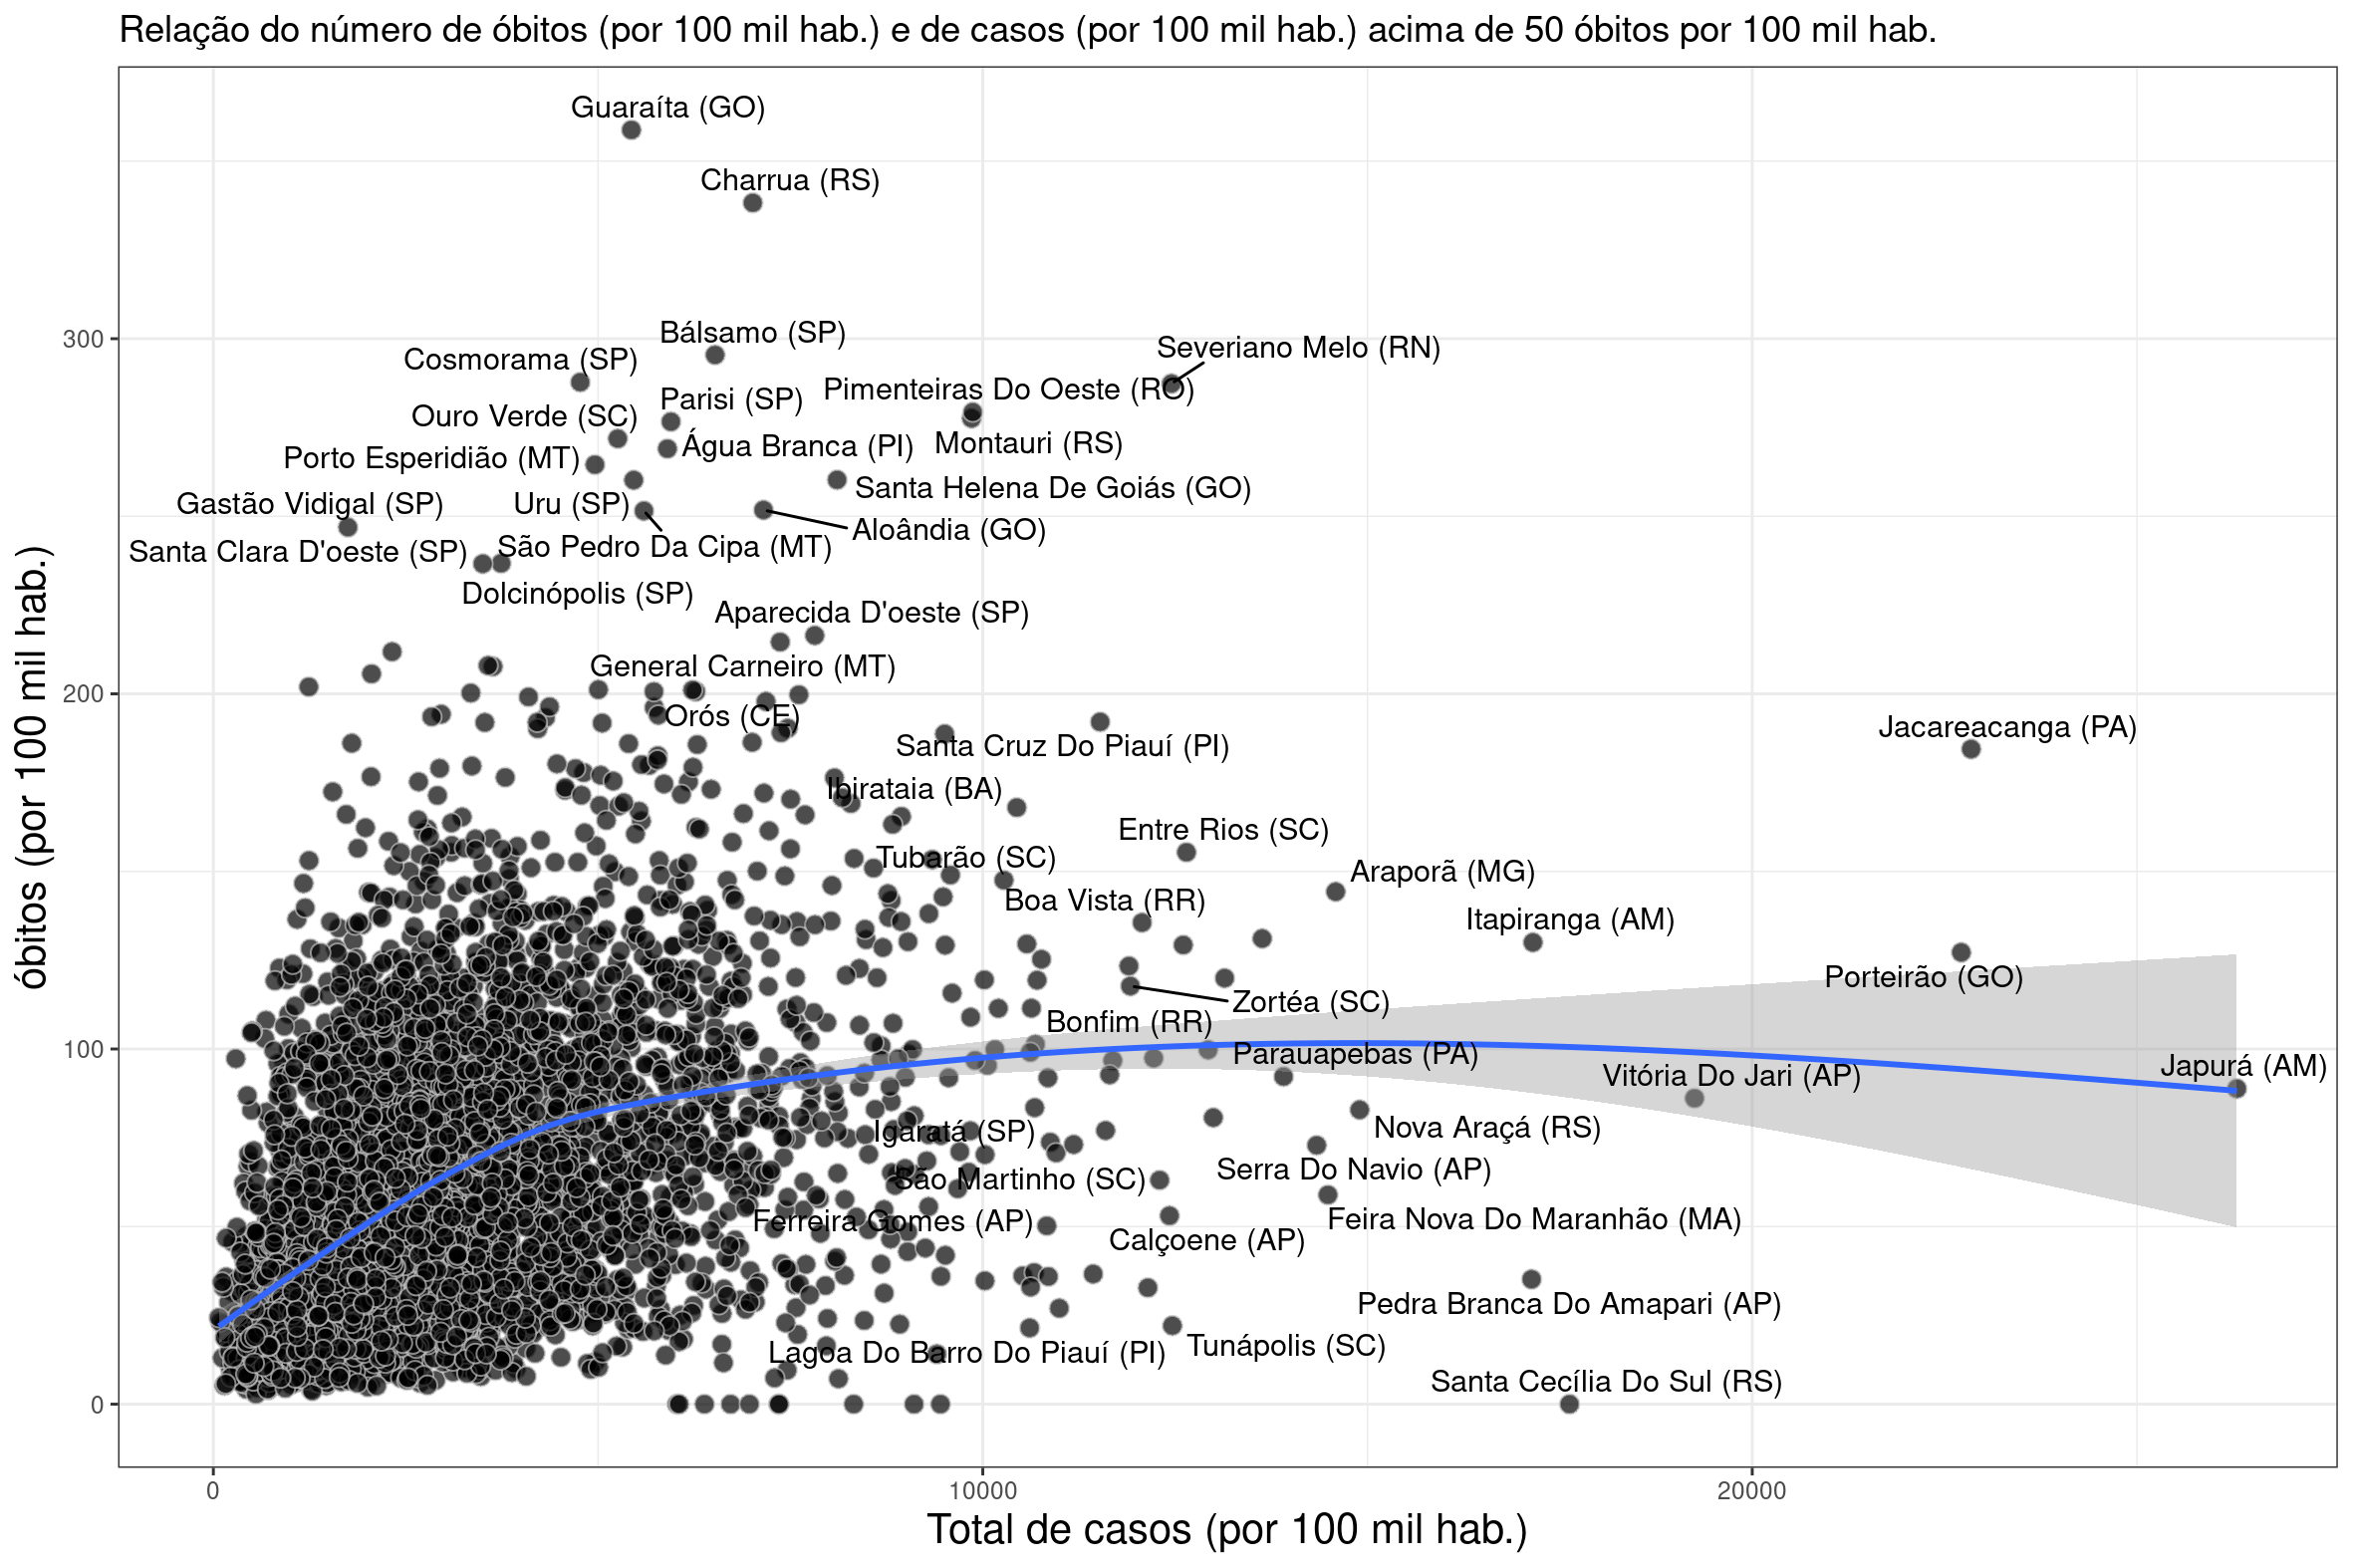 Relação do número de óbitos (por 100 mil hab.) e de casos (por 100 mil hab.) acima de 50 óbitos por 100 mil hab.
Guaraíta (GO)
Charrua (RS)
Bálsamo (SP)
Severiano Melo (RN)
Cosmorama (SP)
Pimenteiras Do Oeste (RO)
Parisi (SP)
Ouro Verde (SC)
Água Branca (PI)
Montauri (RS)
Porto Esperidião (MT)
Santa Helena De Goiás (GO)
Gastão Vidigal (SP)
Uru (SP)
Aloândia (GO)
Santa Clara D'oeste (SP)
São Pedro Da Cipa (MT)
Dolcinópolis (SP)
Aparecida D'oeste (SP)
General Carneiro (MT)
Orós (CE)
Santa Cruz Do Piauí (PI)
Jacareacanga (PA)
Ibirataia (BA)
Entre Rios (SC)
Tubarão (SC)
Araporã (MG)
Boa Vista (RR)
Itapiranga (AM)
Porteirão (GO)
Zortéa (SC)
Bonfim (RR)
Parauapebas (PA)
Japurá (AM)
Vitória Do Jari (AP)
Igaratá (SP)
Nova Araçá (RS)
São Martinho (SC)
Serra Do Navio (AP)
Ferreira Gomes (AP)
Feira Nova Do Maranhão (MA)
Calçoene (AP)
Pedra Branca Do Amapari (AP)
Lagoa Do Barro Do Piauí (PI)
Tunápolis (SC)
Santa Cecília Do Sul (RS)
300
200
100
0
óbitos (por 100 mil hab.)
0
10000
20000
Total de casos (por 100 mil hab.)